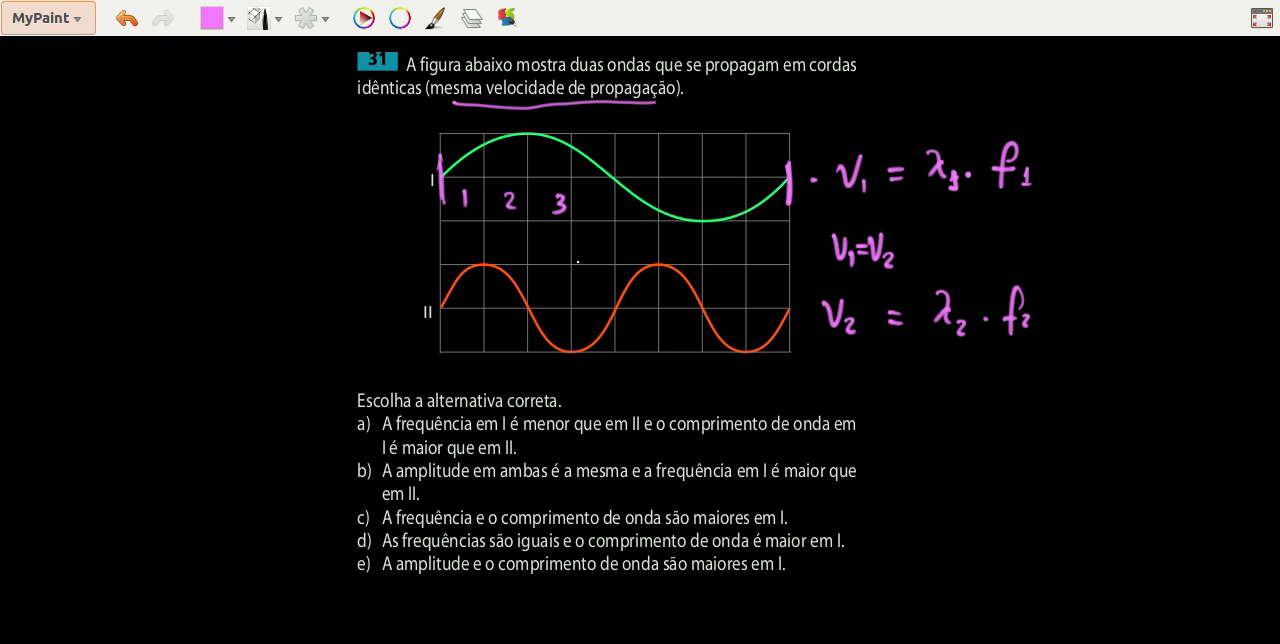 MyPaint
31 A figura abaixo mostra duas ondas que se propagam em cordas
idênticas (mesma velocidade de propagação).
I
1 2 3
· V1 = λ1 · f1
V1=V2
II
V2 = λ2 · f2
Escolha a alternativa correta.
a) A frequência em I é menor que em II e o comprimento de onda em
I é maior que em II.
b) A amplitude em ambas é a mesma e a frequência em I é maior que
em II.
c) A frequência e o comprimento de onda são maiores em I.
d) As frequências são iguais e o comprimento de onda é maior em I.
e) A amplitude e o comprimento de onda são maiores em I.